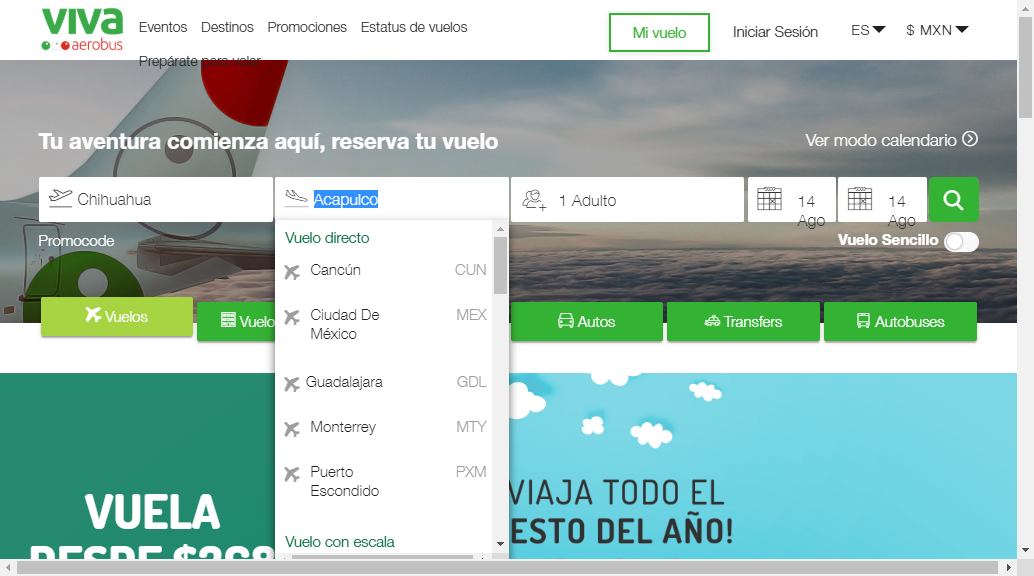 viva
aerobus
Eventos Destinos Promociones Estatus de vuelos
Prepárate para volar
Mi vuelo
Iniciar Sesión
ES
$ MXN
Tu aventura comienza aquí, reserva tu vuelo
Ver modo calendario
Chihuahua
Acapulco
1 Adulto
14 Ago
14 Ago
Promocode
Vuelo Sencillo
Vuelo directo
Cancún CUN
Ciudad De México MEX
Guadalajara GDL
Monterrey MTY
Puerto Escondido PXM
Vuelo con escala
Vuelos
Vuelo
Autos
Transfers
Autobuses
VUELA
DESDE $268
VIAJA TODO EL
ESTO DEL AÑO!